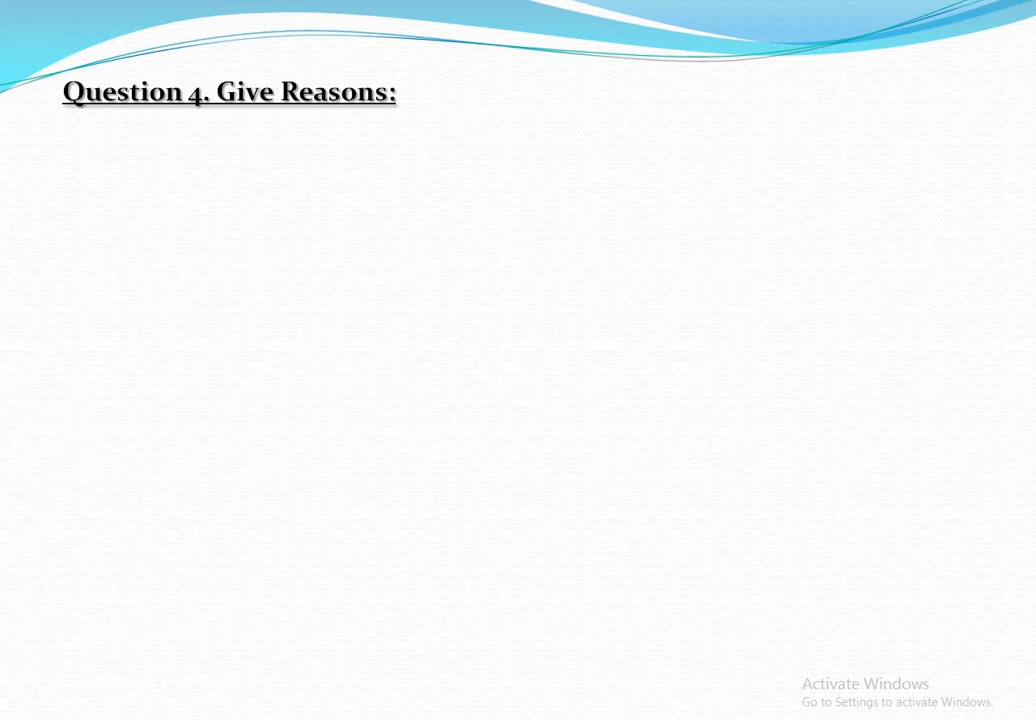 Question 4. Give Reasons:
Activate Windows
Go to Settings to activate Windows.